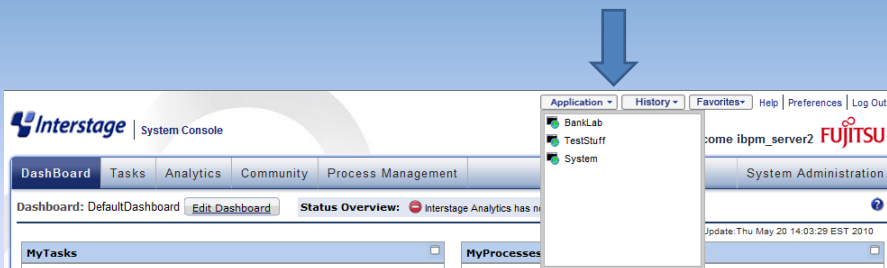 Application History Favorites Help Preferences Log Out
Interstage System Console
BankLab
TestStuff
System
come ibpm_server2 FUJITSU
DashBoard Tasks Analytics Community Process Management System Administration
Dashboard: DefaultDashboard Edit Dashboard Status Overview: Interstage Analytics has
Update:Thu May 20 14:03:29 EST 2010
MyTasks MyProcesses